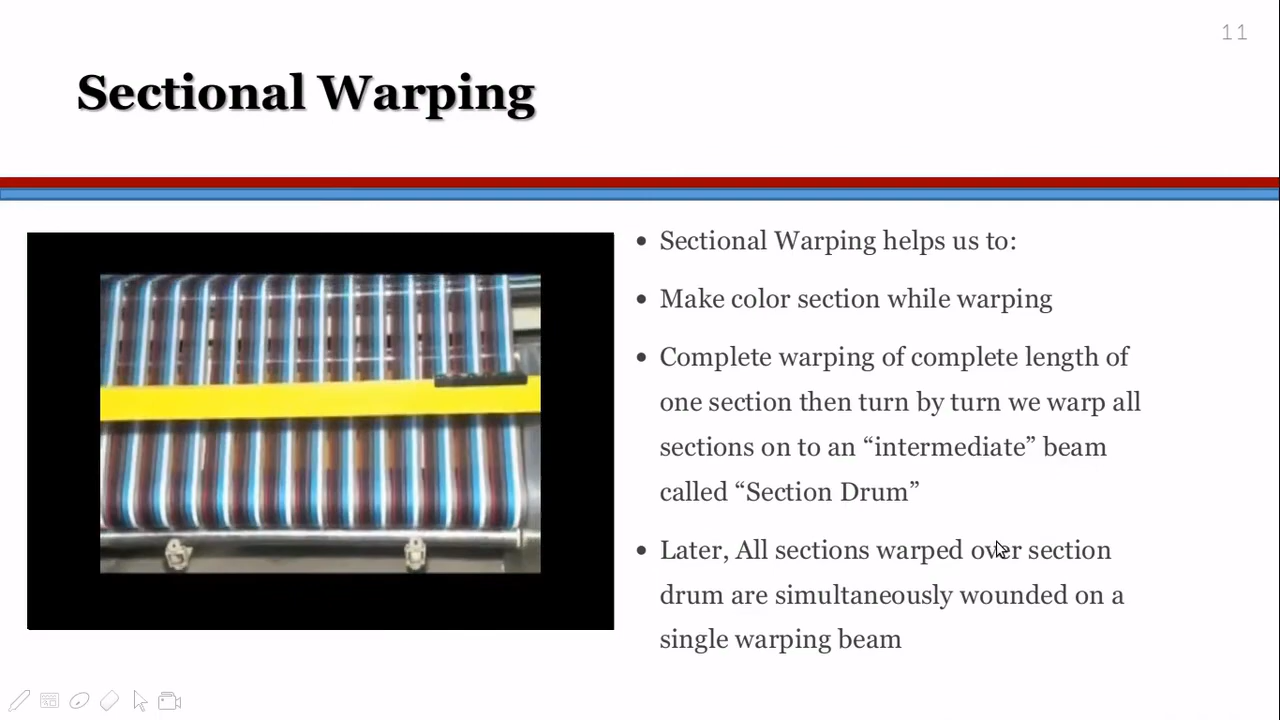 11
Sectional Warping
• Sectional Warping helps us to:
• Make color section while warping
• Complete warping of complete length of
one section then turn by turn we warp all
sections on to an “intermediate” beam
called “Section Drum”
• Later, All sections warped over section
drum are simultaneously wounded on a
single warping beam